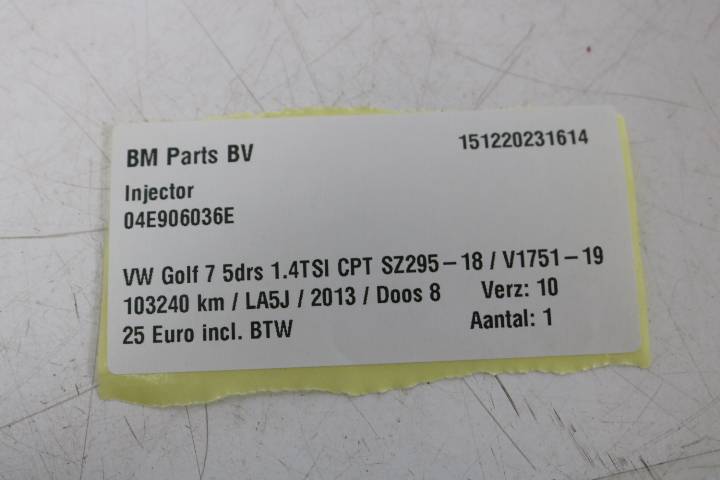 BM Parts BV 151220231614
Injector
04E906036E
VW Golf 7 5drs 1.4TSI CPT SZ295-18 / V1751-19
103240 km / LA5J / 2013 / Doos 8 Verz: 10
25 Euro incl. BTW Aantal: 1